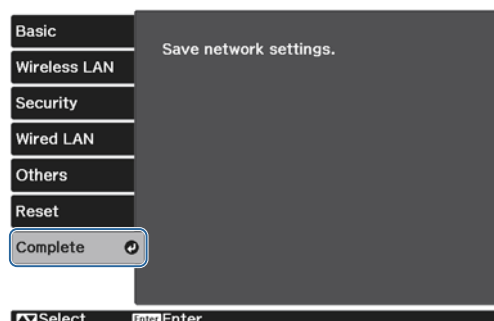 Basic
Wireless LAN
Security
Wired LAN
Others
Reset
Complete
Save network settings.
Select Enter Enter